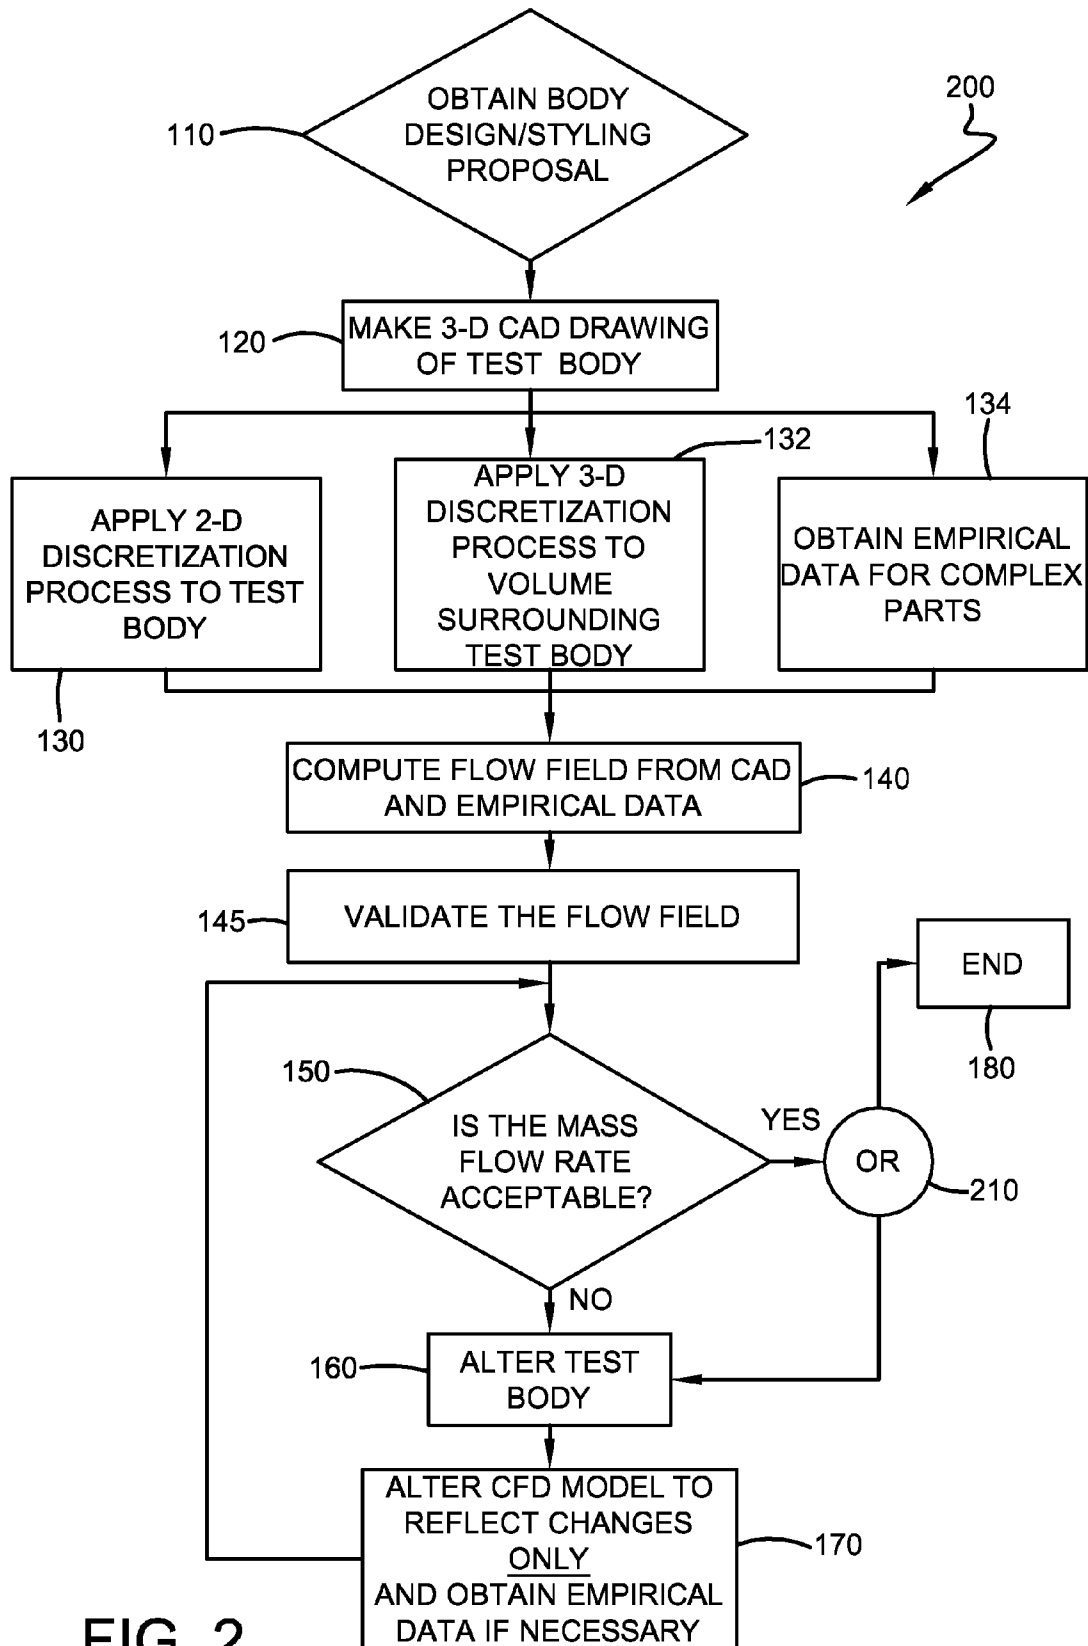 OBTAIN BODY
DESIGN/STYLING
PROPOSAL
110
200
MAKE 3-D CAD DRAWING
OF TEST BODY
120
134
132
APPLY 2-D
DISCRETIZATION
PROCESS TO TEST
BODY
130
APPLY 3-D
DISCRETIZATION
PROCESS TO
VOLUME
SURROUNDING
TEST BODY
OBTAIN EMPIRICAL
DATA FOR COMPLEX
PARTS
COMPUTE FLOW FIELD FROM CAD
AND EMPIRICAL DATA
140
145
VALIDATE THE FLOW FIELD
END
180
150
IS THE MASS
FLOW RATE
ACCEPTABLE?
YES
OR
210
NO
160
ALTER TEST
BODY
ALTER CFD MODEL TO
REFLECT CHANGES
ONLY
AND OBTAIN EMPIRICAL
DATA IF NECESSARY
170
FIG. 2